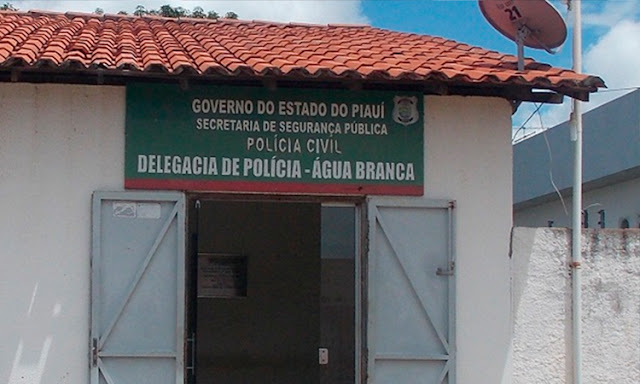 21
GOVERNO DO ESTADO DO PIAUÍ
SECRETARIA DE SEGURANÇA PÚBLICA
POLÍCIA CIVIL
DELEGACIA DE POLÍCIA - ÁGUA BRANCA